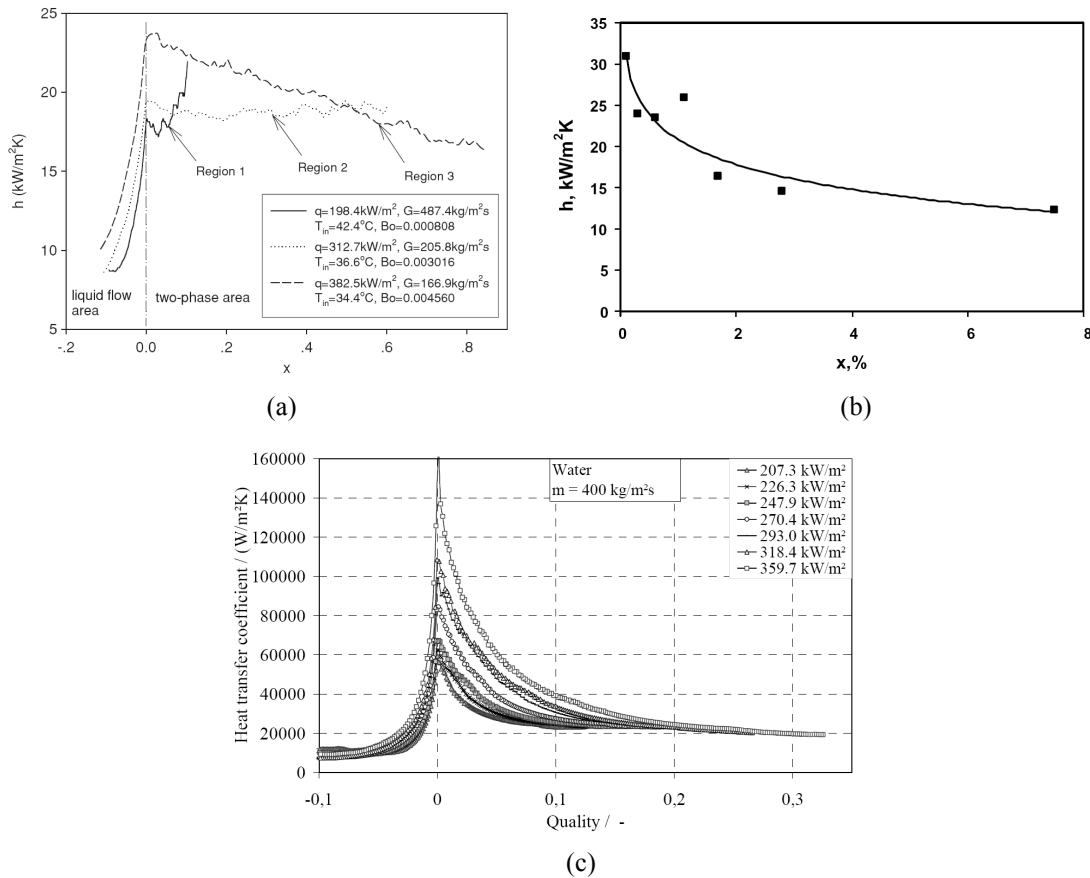 25
20
15
10
5
h (kW/m²K)
-.2
0.0
.2
.4
.6
.8
x
Region 1
Region 2
Region 3
q=198.4kW/m², G=487.4kg/m²s
Tin=42.4°C, Bo=0.000808
q=312.7kW/m², G=205.8kg/m²s
Tin=36.6°C, Bo=0.003016
q=382.5kW/m², G=166.9kg/m²s
Tin=34.4°C, Bo=0.004560
liquid flow
area
two-phase area
(a)
35
30
25
20
15
10
5
0
h, kW/m²K
0
2
4
6
8
x,%
(b)
160000
140000
120000
100000
80000
60000
40000
20000
0
Heat transfer coefficient / (W/m²K)
Water
m = 400 kg/m²s
207.3 kW/m²
226.3 kW/m²
247.9 kW/m²
270.4 kW/m²
293.0 kW/m²
318.4 kW/m²
359.7 kW/m²
-0,1
0
0,1
0,2
0,3
Quality / -
(c)